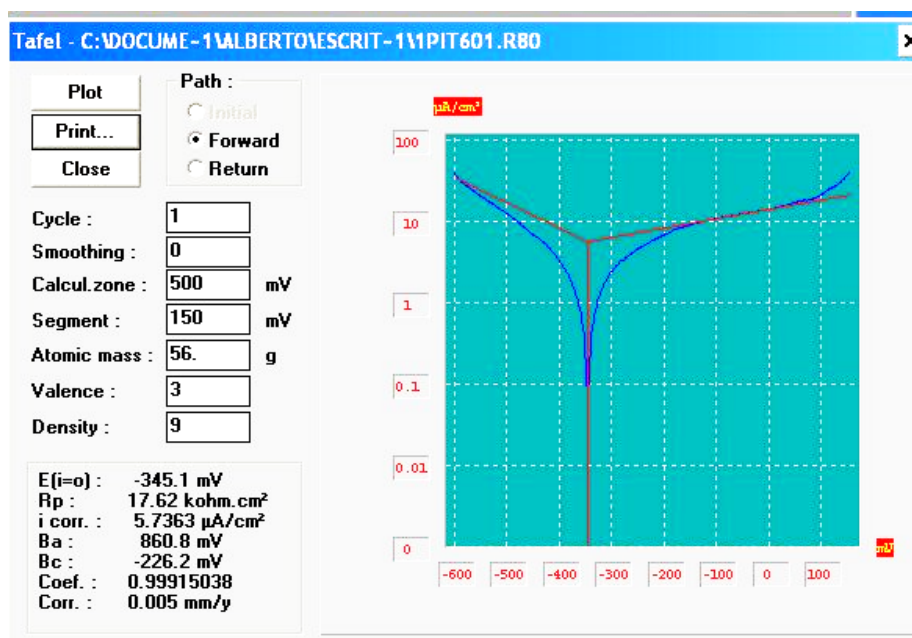 Tafel - C:\DOCUME~1\ALBERTO\ESCRIT~1\1PIT601.R80
Plot
Print...
Close
Path :
Initial
Forward
Return
Cycle : 1
Smoothing : 0
Calcul.zone : 500 mV
Segment : 150 mV
Atomic mass : 56. g
Valence : 3
Density : 9
E(i=o) : -345.1 mV
Rp : 17.62 kohm.cm²
i corr. : 5.7363 µA/cm²
Ba : 860.8 mV
Bc : -226.2 mV
Coef. : 0.99915038
Corr. : 0.005 mm/y
µA/cm²
100
10
1
0.1
0.01
0
mV
-600 -500 -400 -300 -200 -100 0 100